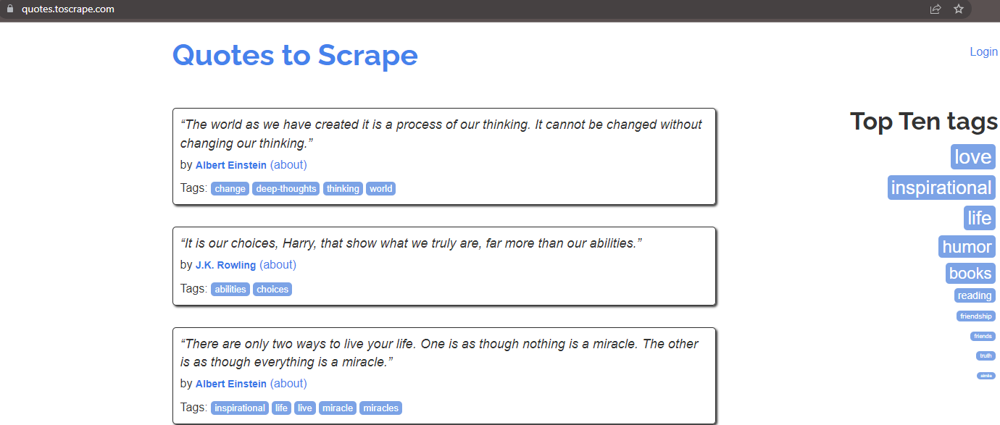 quotes.toscrape.com
Quotes to Scrape
Login
“The world as we have created it is a process of our thinking. It cannot be changed without
changing our thinking.”
by Albert Einstein (about)
Tags: change deep-thoughts thinking world
“It is our choices, Harry, that show what we truly are, far more than our abilities.”
by J.K. Rowling (about)
Tags: abilities choices
“There are only two ways to live your life. One is as though nothing is a miracle. The other
is as though everything is a miracle.”
by Albert Einstein (about)
Tags: inspirational life live miracle miracles
Top Ten tags
love
inspirational
life
humor
books
reading
friendship
friends
truth
simile